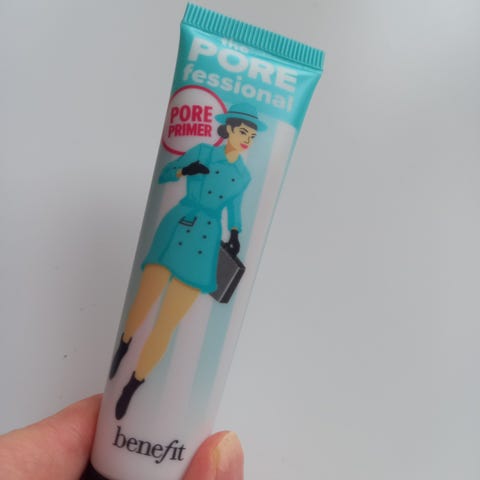 the
PORE
fessional
PORE
PRIMER
benefit